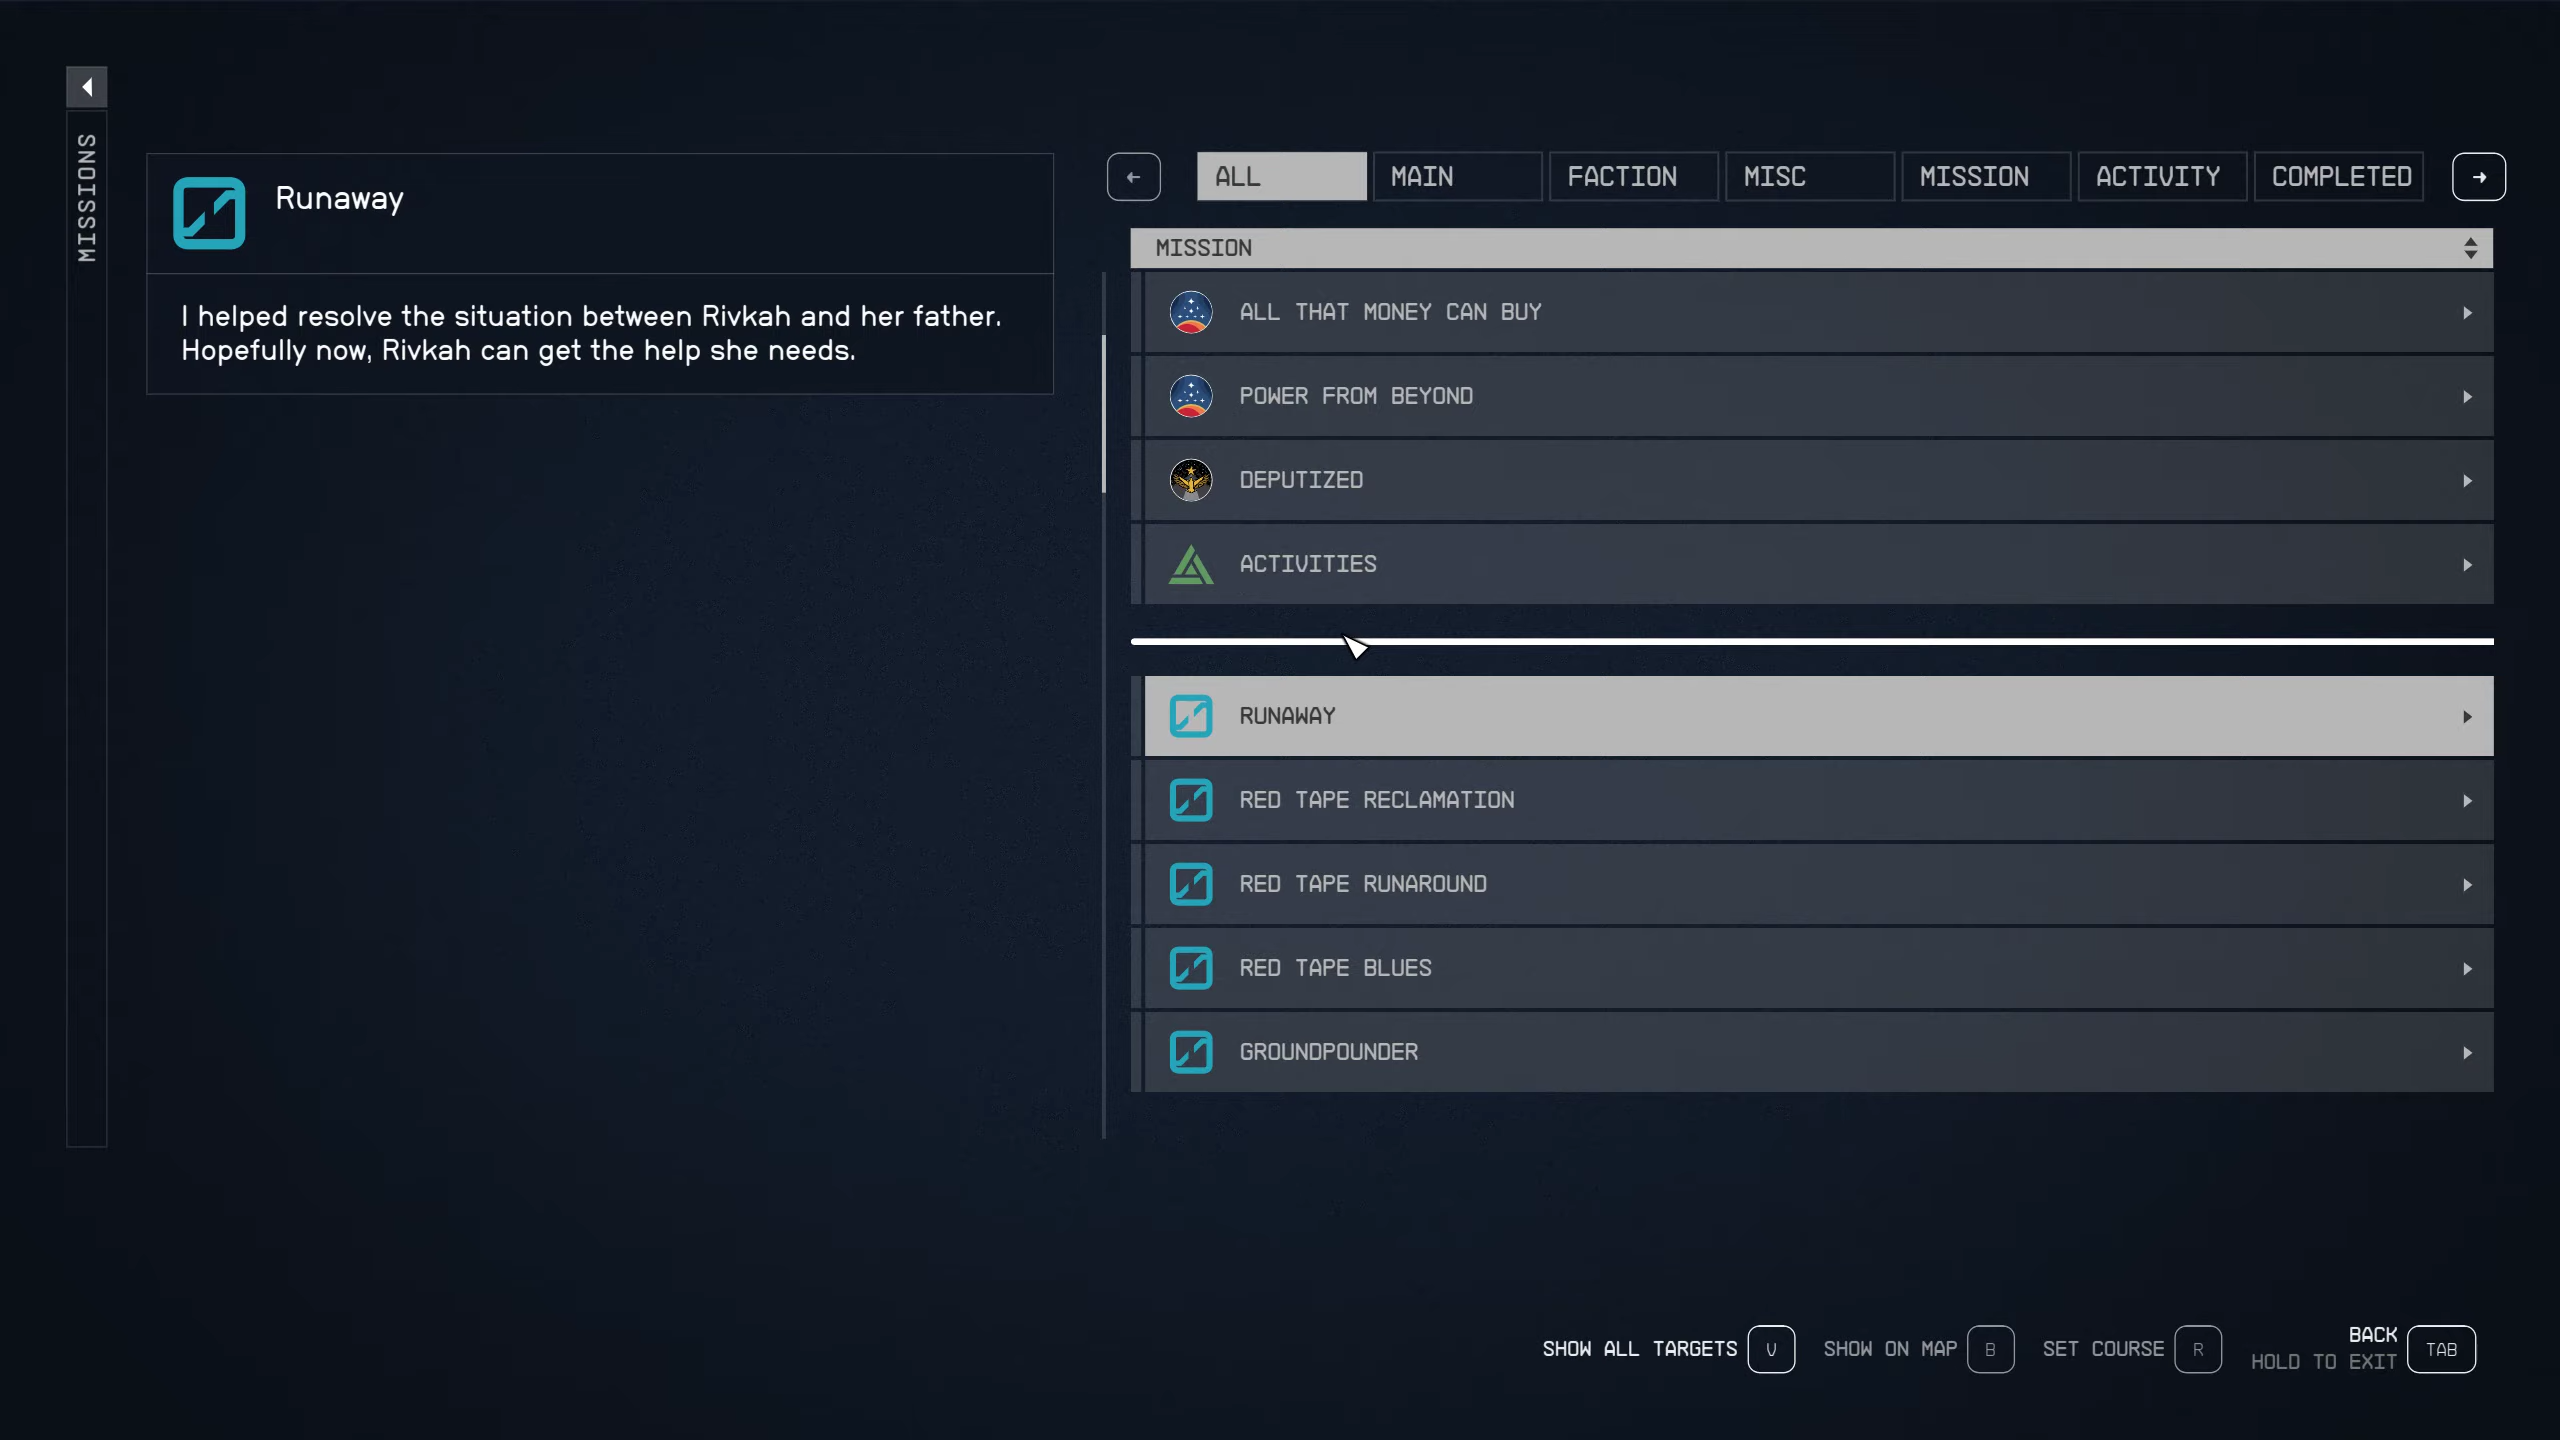 MISSIONS
Runaway
I helped resolve the situation between Rivkah and her father.
Hopefully now, Rivkah can get the help she needs.
ALL
MAIN
FACTION
MISC
MISSION
ACTIVITY
COMPLETED
MISSION
ALL THAT MONEY CAN BUY
POWER FROM BEYOND
DEPUTIZED
ACTIVITIES
RUNAWAY
RED TAPE RECLAMATION
RED TAPE RUNAROUND
RED TAPE BLUES
GROUNDPOUNDER
SHOW ALL TARGETS V
SHOW ON MAP B
SET COURSE R
BACK
HOLD TO EXIT
TAB